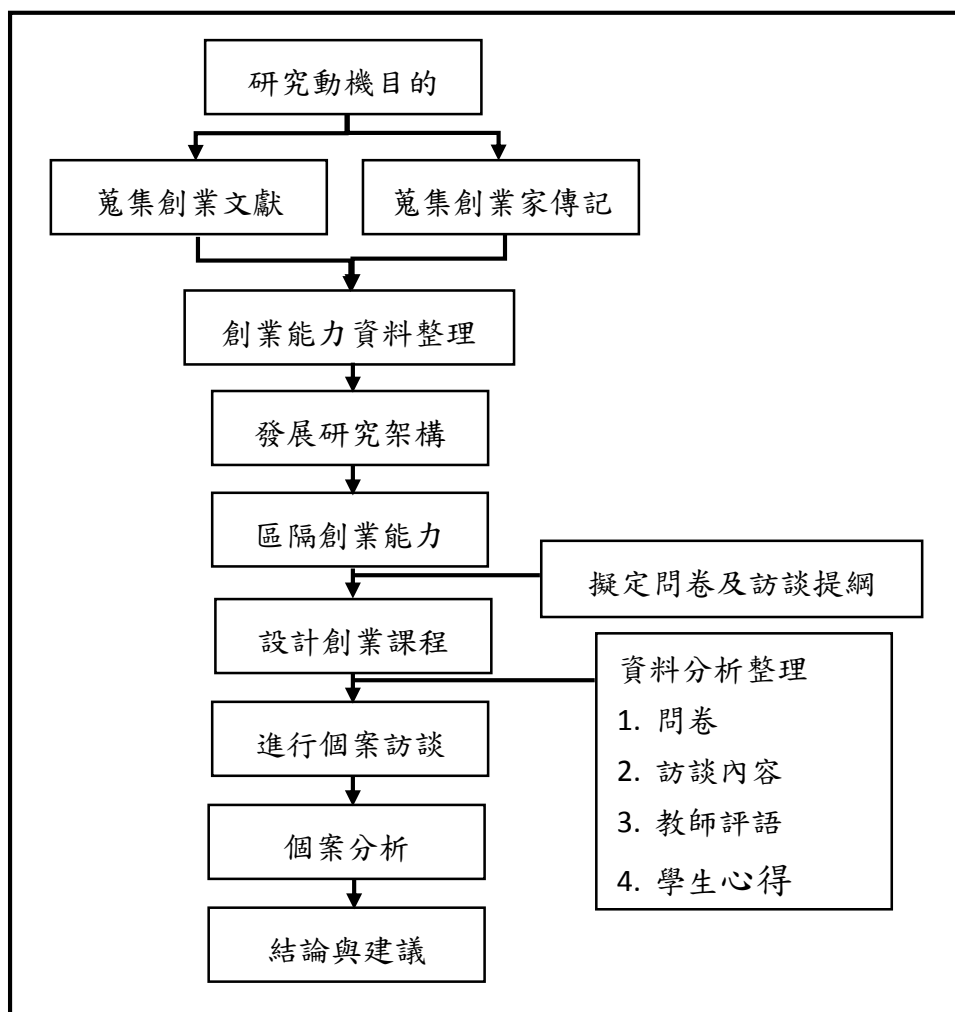 研究動機目的
蒐集創業文獻
蒐集創業家傳記
創業能力資料整理
發展研究架構
區隔創業能力
擬定問卷及訪談提綱
設計創業課程
資料分析整理
1. 問卷
2. 訪談內容
3. 教師評語
4. 學生心得
進行個案訪談
個案分析
結論與建議